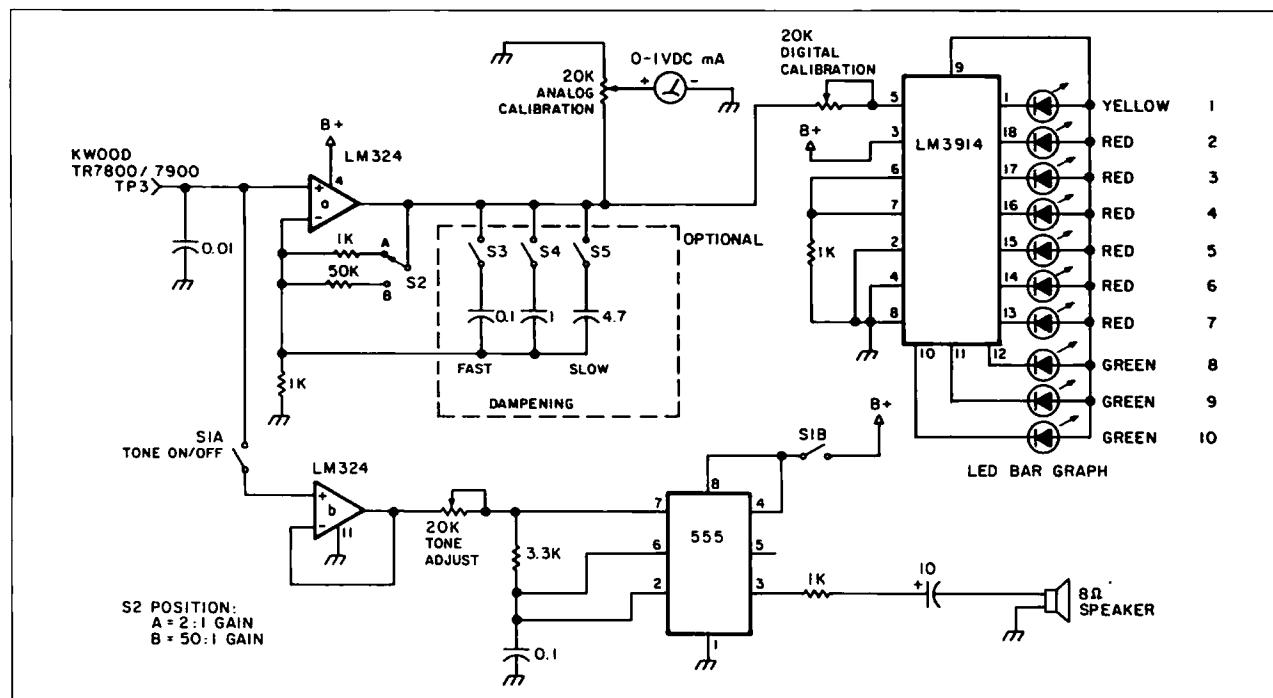 20K
DIGITAL
CALIBRATION
0-1VDC mA
+
-
20K
ANALOG
CALIBRATION
B+
LM324
4
KWOOD
TR7800/7900
TP3
+
a
-
0.01
1K
A
S2
50K
B
1K
S3
S4
S5
OPTIONAL
0.1
1
4.7
FAST
SLOW
DAMPENING
B+
9
5
3
6
7
2
4
8
LM3914
1
18
17
16
15
14
13
12
11
10
1K
YELLOW 1
RED 2
RED 3
RED 4
RED 5
RED 6
RED 7
GREEN 8
GREEN 9
GREEN 10
LED BAR GRAPH
S1A
TONE ON/OFF
LM324
+
b
-
11
20K
TONE
ADJUST
3.3K
0.1
S1B
B+
8
7
4
6
555
5
2
3
1
1K
10
+
8Ω
SPEAKER
S2 POSITION:
A = 2:1 GAIN
B = 50:1 GAIN